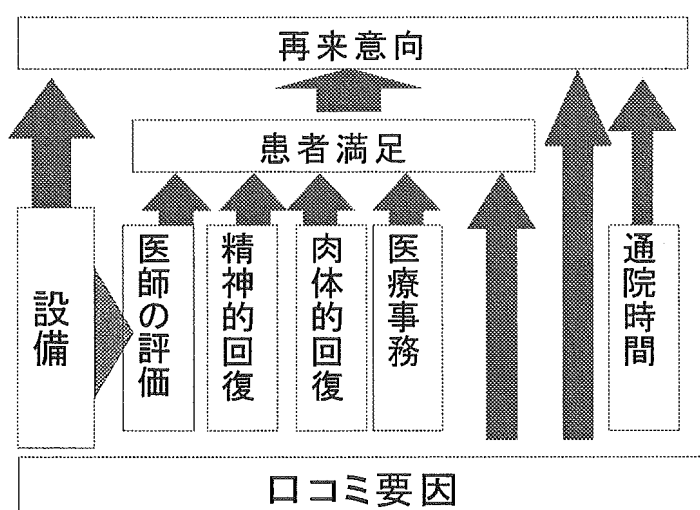 再来意向
患者満足
設備
医師の評価
精神的回復
肉体的回復
医療事務
通院時間
口コミ要因